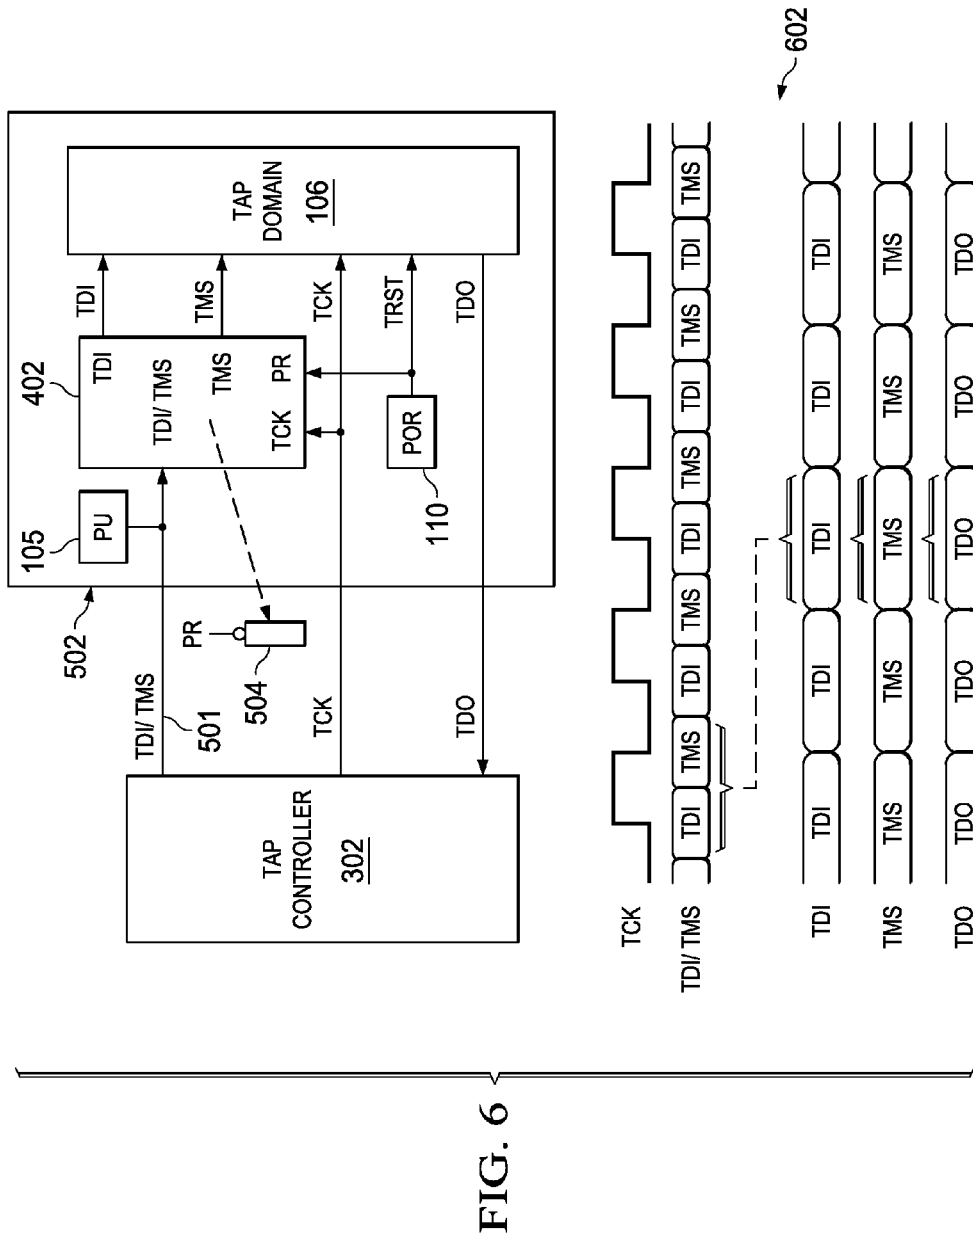 TAP
CONTROLLER
302
TDI/ TMS
501
PR
504
TCK
TDO
502
105
PU
402
TDI
TDI/ TMS
TMS
TCK
PR
POR
110
TDI
TMS
TCK
TRST
TDO
TAP
DOMAIN
106
TCK
TDI/ TMS
TDI
TMS
TDI
TMS
TDI
TMS
TDI
TMS
TDI
TMS
TDI
TDI
TDI
TDI
TDI
TDI
TMS
TMS
TMS
TMS
TMS
TMS
TDO
TDO
TDO
TDO
TDO
TDO
602
FIG. 6